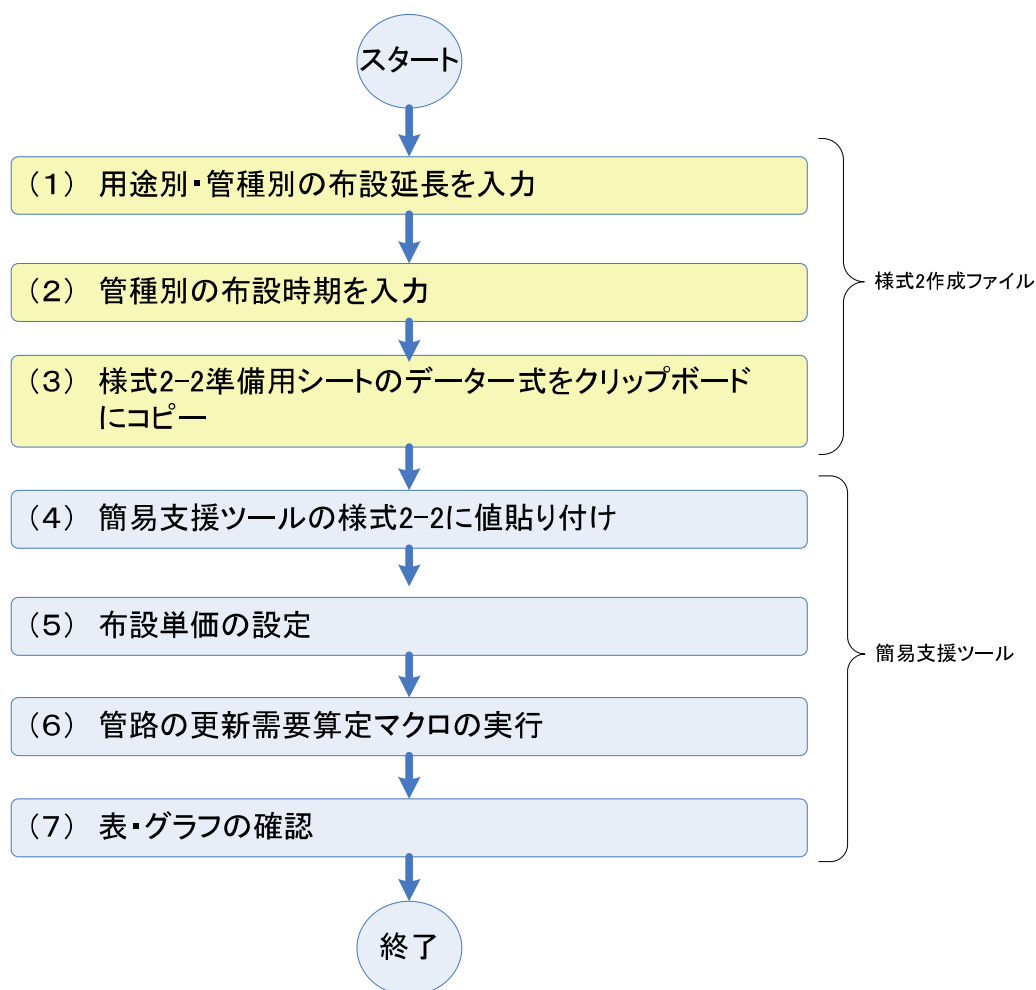 スタート
（1） 用途別・管種別の布設延長を入力
（2） 管種別の布設時期を入力
様式2作成ファイル
（3） 様式2-2準備用シートのデーター式をクリップボード
にコピー
（4） 簡易支援ツールの様式2-2に値貼り付け
（5） 布設単価の設定
簡易支援ツール
（6） 管路の更新需要算定マクロの実行
（7） 表・グラフの確認
終了